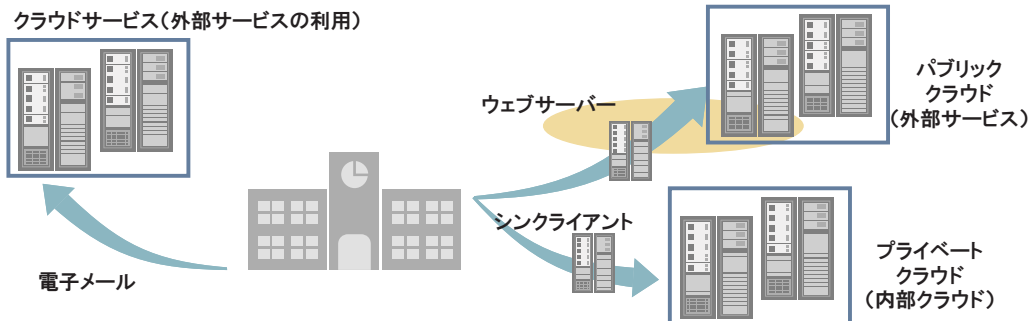 クラウドサービス(外部サービスの利用)
ウェブサーバー
パブリック
クラウド
(外部サービス)
シンクライアント
プライベート
クラウド
(内部クラウド)
電子メール